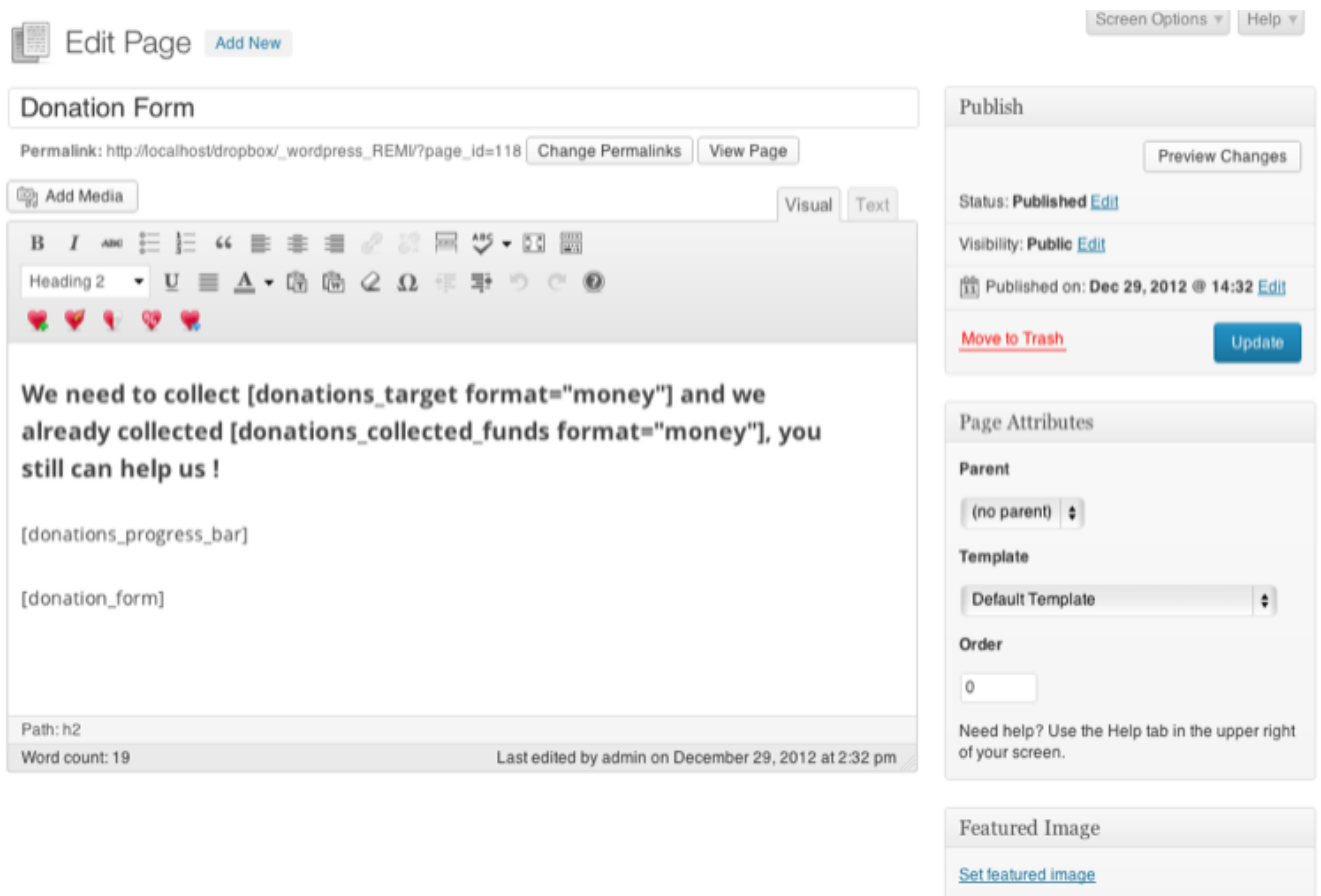 Screen Options Help
Edit Page Add New
Donation Form
Permalink: http://localhost/dropbox/_wordpress_REMI/?page_id=118 Change Permalinks View Page
Add Media
Visual Text
B I ABC “ ABC
Heading 2 U A T W Ω ?
We need to collect [donations_target format="money"] and we
already collected [donations_collected_funds format="money"], you
still can help us !
[donations_progress_bar]
[donation_form]
Path: h2
Word count: 19 Last edited by admin on December 29, 2012 at 2:32 pm
Publish
Preview Changes
Status: Published Edit
Visibility: Public Edit
11 Published on: Dec 29, 2012 @ 14:32 Edit
Move to Trash Update
Page Attributes
Parent
(no parent)
Template
Default Template
Order
0
Need help? Use the Help tab in the upper right
of your screen.
Featured Image
Set featured image